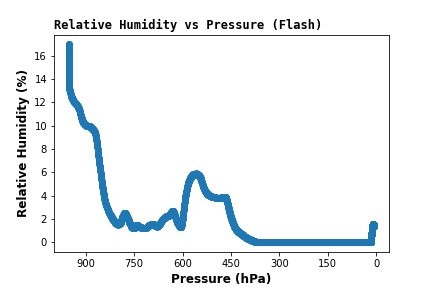 Relative Humidity vs Pressure (Flash)
Relative Humidity (%)
16
14
12
10
8
6
4
2
0
900 750 600 450 300 150 0
Pressure (hPa)